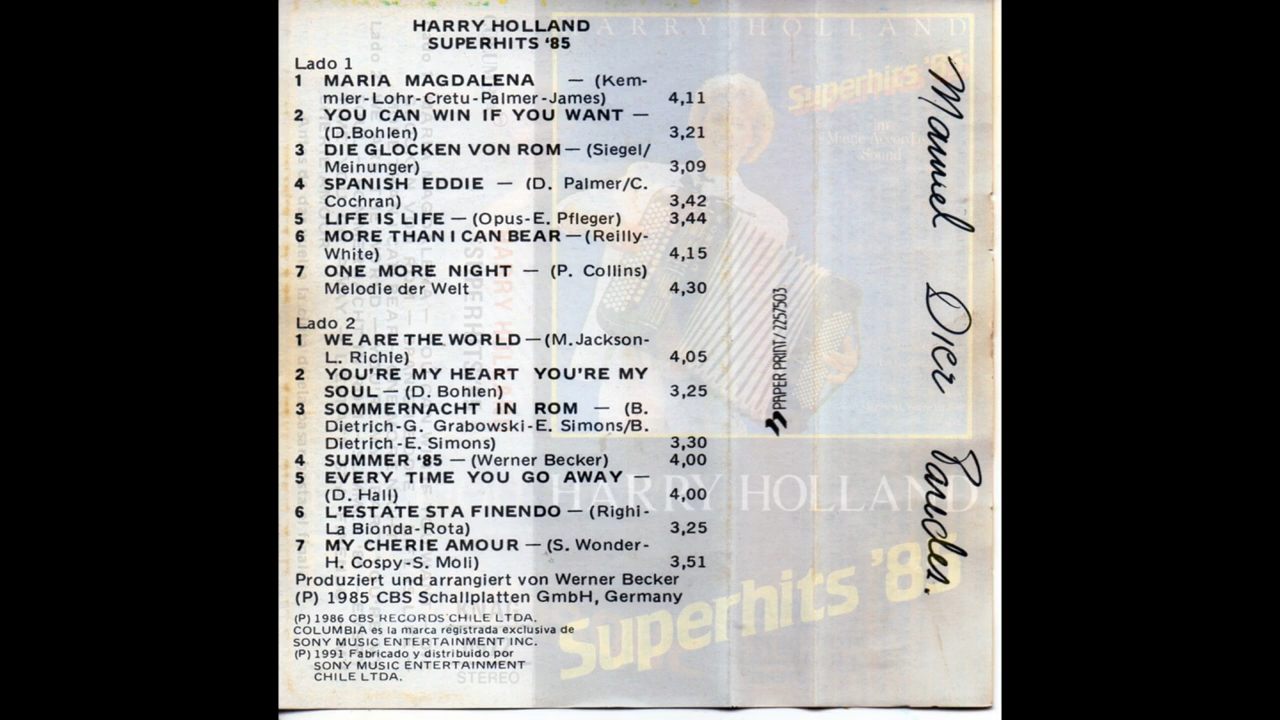 HARRY HOLLAND
SUPERHITS '85
Lado 1
1 MARIA MAGDALENA — (Kem-
mler-Lohr-Cretu-Palmer-James) 4,11
2 YOU CAN WIN IF YOU WANT —
(D.Bohlen) 3,21
3 DIE GLOCKEN VON ROM — (Siegel/
Meinunger) 3,09
4 SPANISH EDDIE — (D. Palmer/C.
Cochran) 3,42
5 LIFE IS LIFE — (Opus-E. Pfleger) 3,44
6 MORE THAN I CAN BEAR — (Reilly-
White) 4,15
7 ONE MORE NIGHT — (P. Collins)
Melodie der Welt 4,30
Lado 2
1 WE ARE THE WORLD — (M.Jackson-
L. Richie) 4,05
2 YOU'RE MY HEART YOU'RE MY
SOUL — (D. Bohlen) 3,25
3 SOMMERNACHT IN ROM — (B.
Dietrich-G. Grabowski-E. Simons/B.
Dietrich-E. Simons) 3,30
4 SUMMER '85 — (Werner Becker) 4,00
5 EVERY TIME YOU GO AWAY —
(D. Hall) 4,00
6 L'ESTATE STA FINENDO — (Righi-
La Bionda-Rota) 3,25
7 MY CHERIE AMOUR — (S. Wonder-
H. Cospy-S. Moli) 3,51
Produziert und arrangiert von Werner Becker
(P) 1985 CBS Schallplatten GmbH, Germany
(P) 1986 CBS RECORDS CHILE LTDA.
COLUMBIA es la marca registrada exclusiva de
SONY MUSIC ENTERTAINMENT INC.
(P) 1991 Fabricado y distribuido por
SONY MUSIC ENTERTAINMENT
CHILE LTDA.
STEREO
HARRY HOLLAND
Superhits '85
Sound
HARRY HOLLAND
Superhits '85
PAPER PRINT/2257503
Manuel